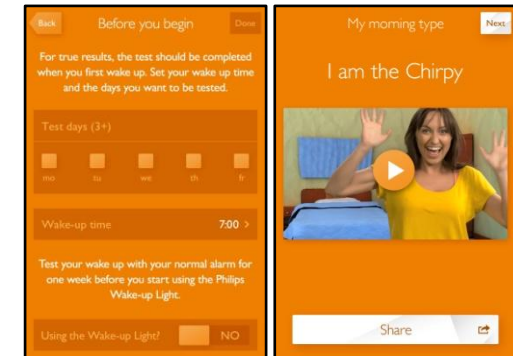 Back
Before you begin
Done
For true results, the test should be completed
when you first wake up. Set your wake up time
and the days you want to be tested.
Test days (3+)
mo tu we th fr
Wake-up time 7:00 >
Test your wake up with your normal alarm for
one week before you start using the Philips
Wake-up Light.
Using the Wake-up Light? NO
My morning type
Next
I am the Chirpy
Share